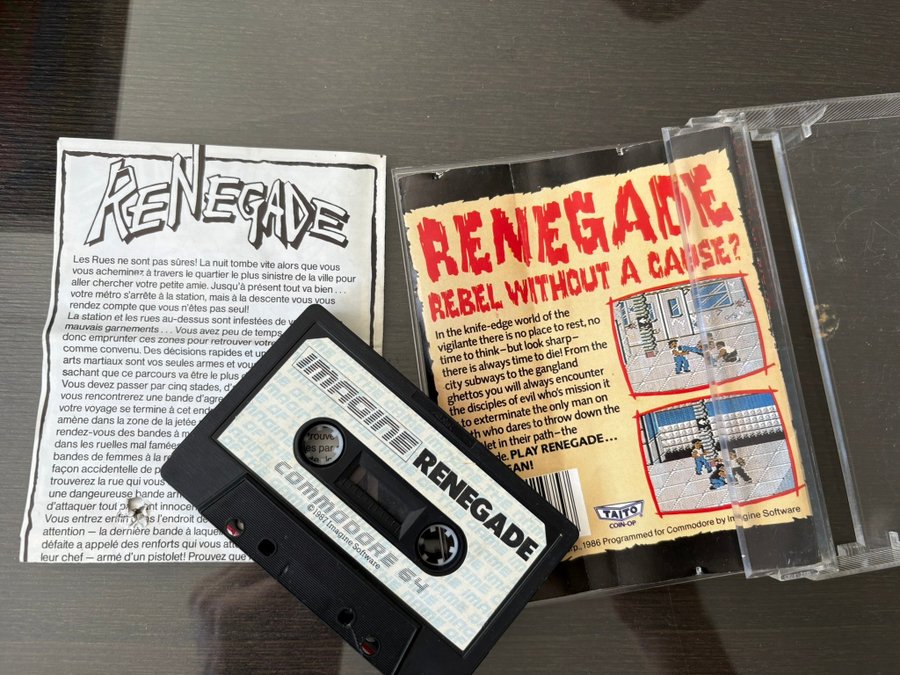 RENEGADE
Les Rues ne sont pas sûres! La nuit tombe vite alors que vous
vous acheminez à travers le quartier le plus sinistre de la ville pour
aller chercher votre petite amie. Jusqu'à présent tout va bien...
votre métro s'arrête à la station, mais à la descente vous vous
rendez compte que vous n'êtes pas seul!
La station et les rues au-dessus sont infestées de
mauvais garnements... Vous avez peu de temps
donc emprunter ces zones pour retrouver votre
comme convenu. Des décisions rapides et
arts martiaux sont vos seules armes et
sachant que ce parcours va être le plus
Vous devez passer par cinq stades,
vous rencontrerez une bande
votre voyage se termine à cet
amène dans la zone de la jetée
rendez-vous des bandes à
dans les ruelles mal
bandes de femmes à la
façon accidentelle de
trouverez la rue qui
une dangeureuse bande
d'attaquer tout innocen
Vous entrez l'endroit de
attention – la dernière bande à
défaite a appelé des renforts qui vous
leur chef – armé d'un pistolet! Prouvez que
IMAGINE RENEGADE
COMMODORE 64
© 1987 Imagine Software
RENEGADE
REBEL WITHOUT A CAUSE?
In the knife-edge world of the
vigilante there is no place to rest, no
time to think–but look sharp–
there is always time to die! From the
city subways to the gangland
ghettos you will always encounter
the disciples of evil who's mission it
to exterminate the only man on
who dares to throw down the
in their path–the
PLAY RENEGADE...
TAITO
COIN-OP
1986 Programmed for Commodore by Imagine Software